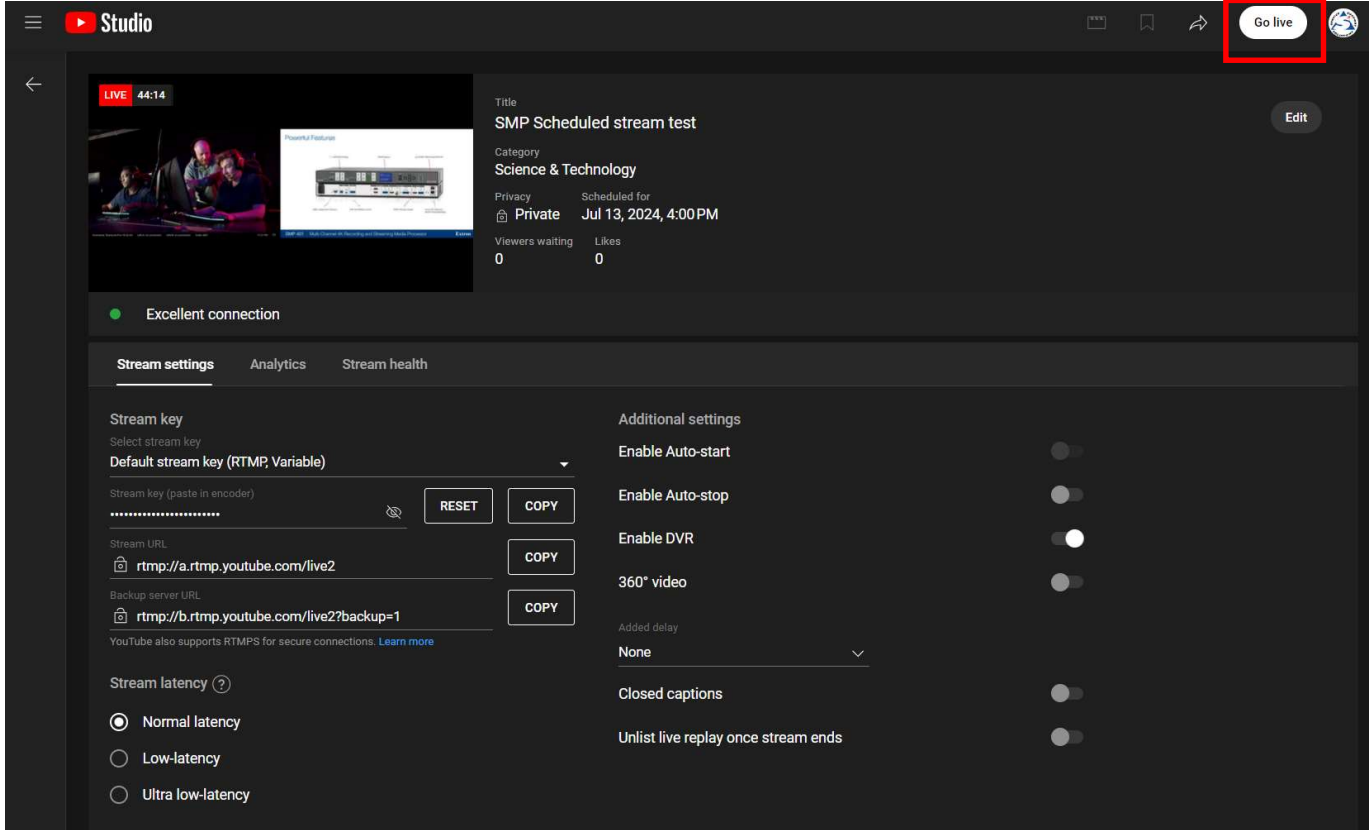 Studio
Go live
LIVE 44:14
Powerful Features
Title
SMP Scheduled stream test
Edit
Category
Science & Technology
Privacy Scheduled for
Private Jul 13, 2024, 4:00 PM
Viewers waiting Likes
0 0
Excellent connection
Stream settings Analytics Stream health
Stream key
Select stream key
Default stream key (RTMP, Variable)
Stream key (paste in encoder)
••••••••••••••••••••••••
RESET COPY
Stream URL
rtmp://a.rtmp.youtube.com/live2
COPY
Backup server URL
rtmp://b.rtmp.youtube.com/live2?backup=1
COPY
YouTube also supports RTMPS for secure connections. Learn more
Stream latency ?
Normal latency
Low-latency
Ultra low-latency
Additional settings
Enable Auto-start
Enable Auto-stop
Enable DVR
360° video
Added delay
None
Closed captions
Unlist live replay once stream ends